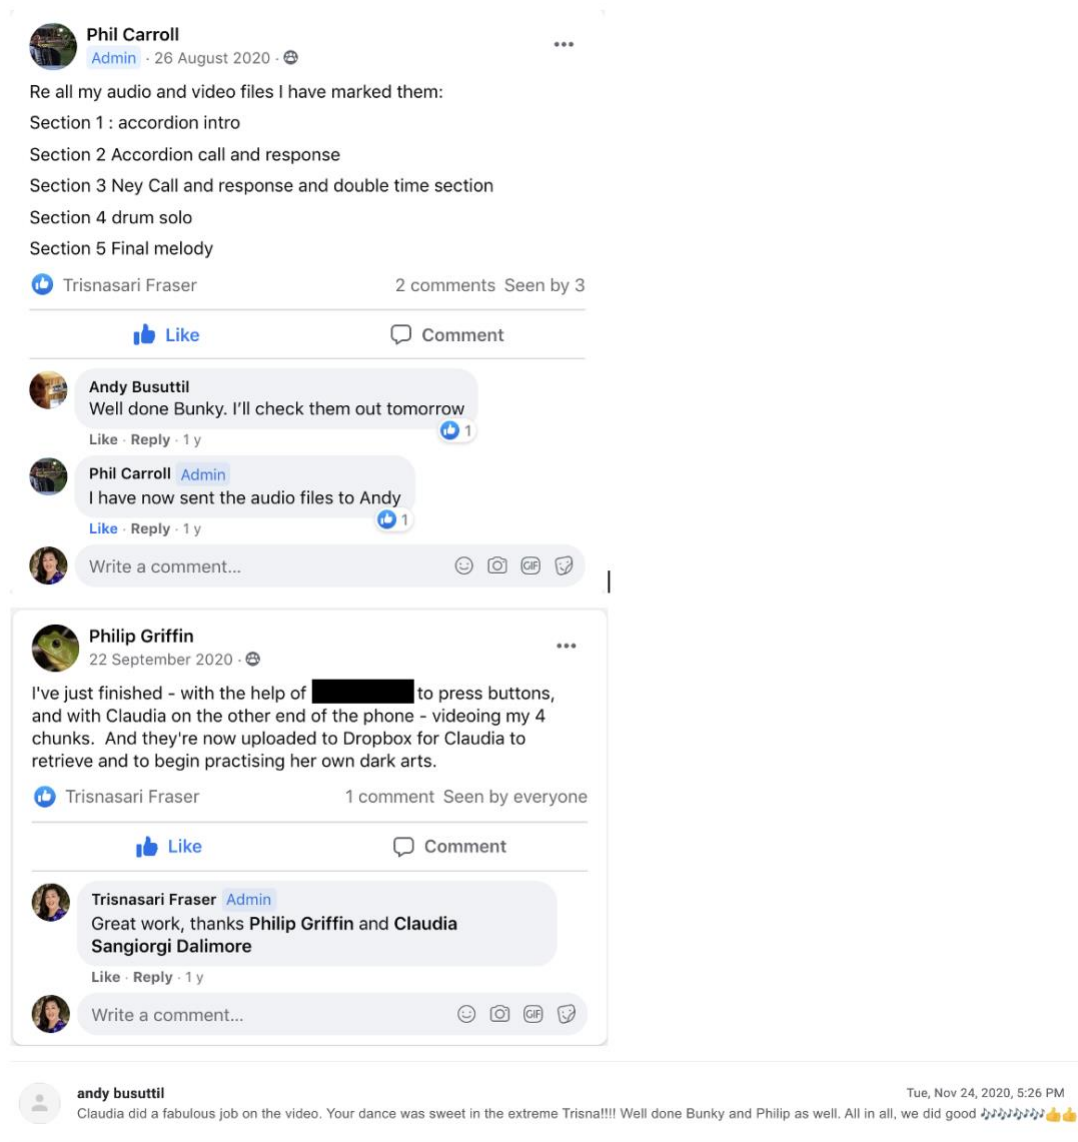 Phil Carroll
Admin · 26 August 2020 ·
Re all my audio and video files I have marked them:
Section 1 : accordion intro
Section 2 Accordion call and response
Section 3 Ney Call and response and double time section
Section 4 drum solo
Section 5 Final melody
Trisnasari Fraser 2 comments Seen by 3
Like Comment
Andy Busuttil
Well done Bunky. I’ll check them out tomorrow
1
Like · Reply · 1 y
Phil Carroll Admin
I have now sent the audio files to Andy
1
Like · Reply · 1 y
Write a comment... GIF
Philip Griffin
22 September 2020 ·
I've just finished - with the help of to press buttons,
and with Claudia on the other end of the phone - videoing my 4
chunks. And they're now uploaded to Dropbox for Claudia to
retrieve and to begin practising her own dark arts.
Trisnasari Fraser 1 comment Seen by everyone
Like Comment
Trisnasari Fraser Admin
Great work, thanks Philip Griffin and Claudia
Sangiorgi Dalimore
Like · Reply · 1 y
Write a comment... GIF
andy busuttil Tue, Nov 24, 2020, 5:26 PM
Claudia did a fabulous job on the video. Your dance was sweet in the extreme Trisna!!!! Well done Bunky and Philip as well. All in all, we did good 🎶🎶🎶🎶👍👍